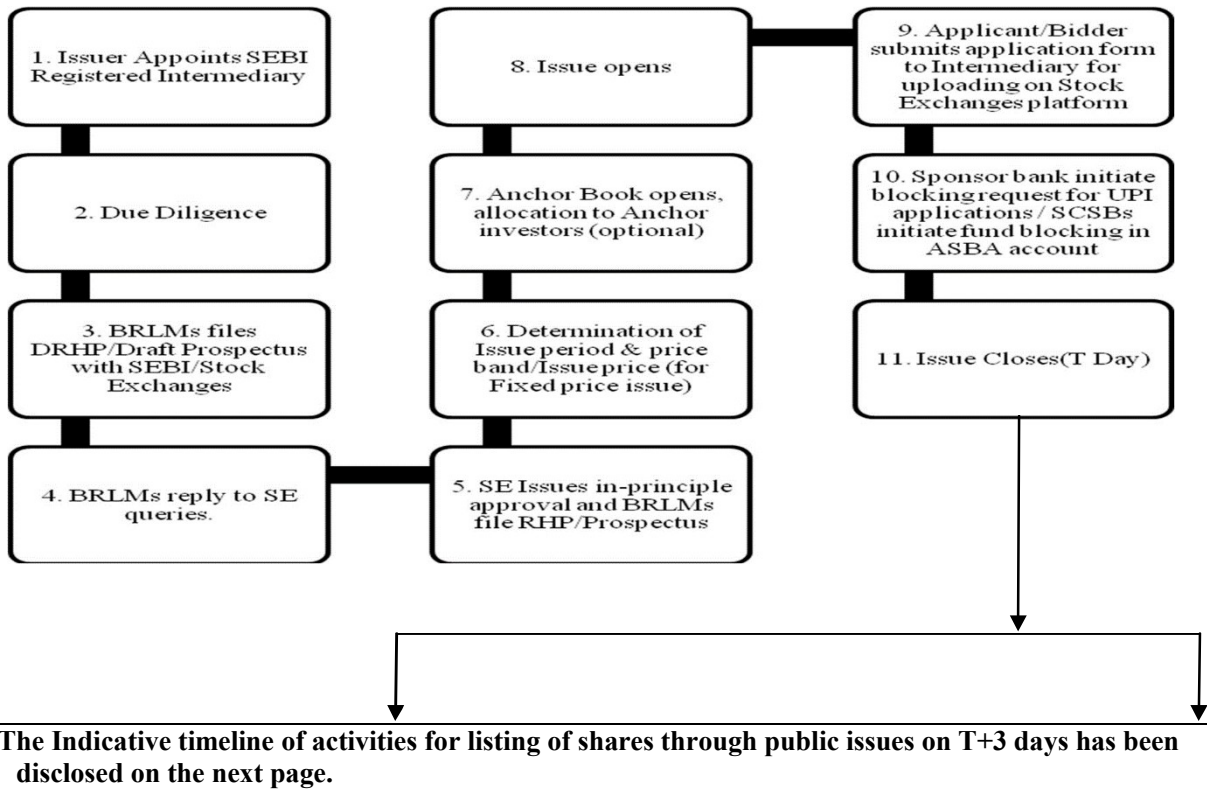 1. Issuer Appoints SEBI
Registered Intermediary
2. Due Diligence
3. BRLMs files
DRHP/Draft Prospectus
with SEBI/Stock
Exchanges
4. BRLMs reply to SE
queries.
5. SE Issues in-principle
approval and BRLMs
file RHP/Prospectus
6. Determination of
Issue period & price
band/Issue price (for
Fixed price issue)
7. Anchor Book opens,
allocation to Anchor
investors (optional)
8. Issue opens
9. Applicant/Bidder
submits application form
to Intermediary for
uploading on Stock
Exchanges platform
10. Sponsor bank initiate
blocking request for UPI
applications / SCSBs
initiate fund blocking in
ASBA account
11. Issue Closes(T Day)
The Indicative timeline of activities for listing of shares through public issues on T+3 days has been
disclosed on the next page.